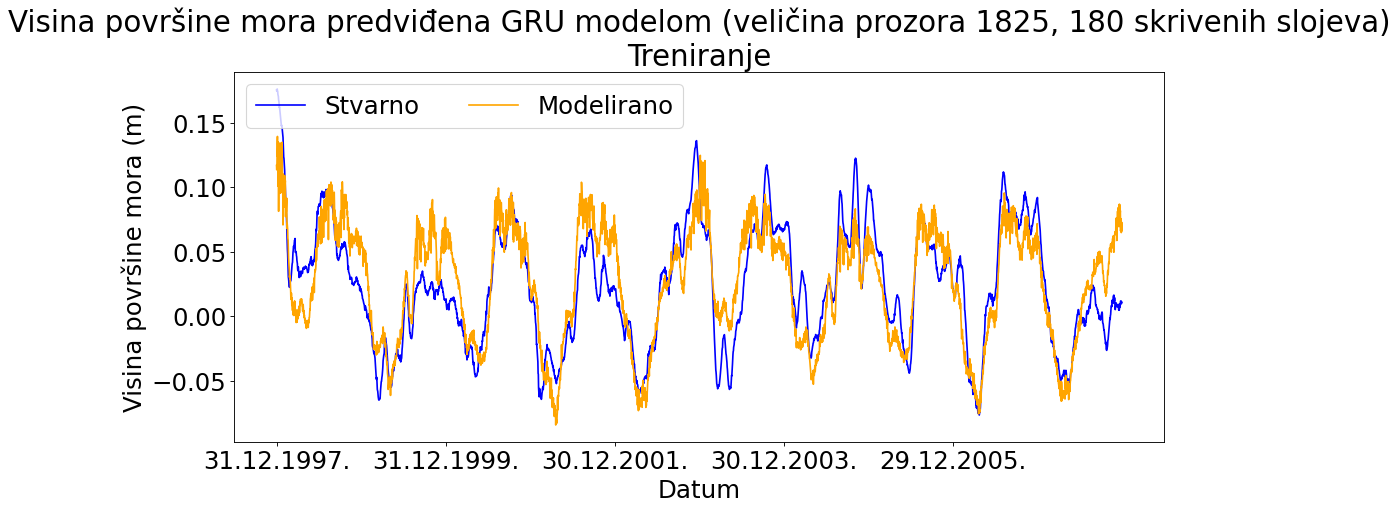 Visina površine mora predviđena GRU modelom (veličina prozora 1825, 180 skrivenih slojeva)
Treniranje
Stvarno
Modelirano
Visina površine mora (m)
0.15
0.10
0.05
0.00
−0.05
31.12.1997.
31.12.1999.
30.12.2001.
30.12.2003.
29.12.2005.
Datum